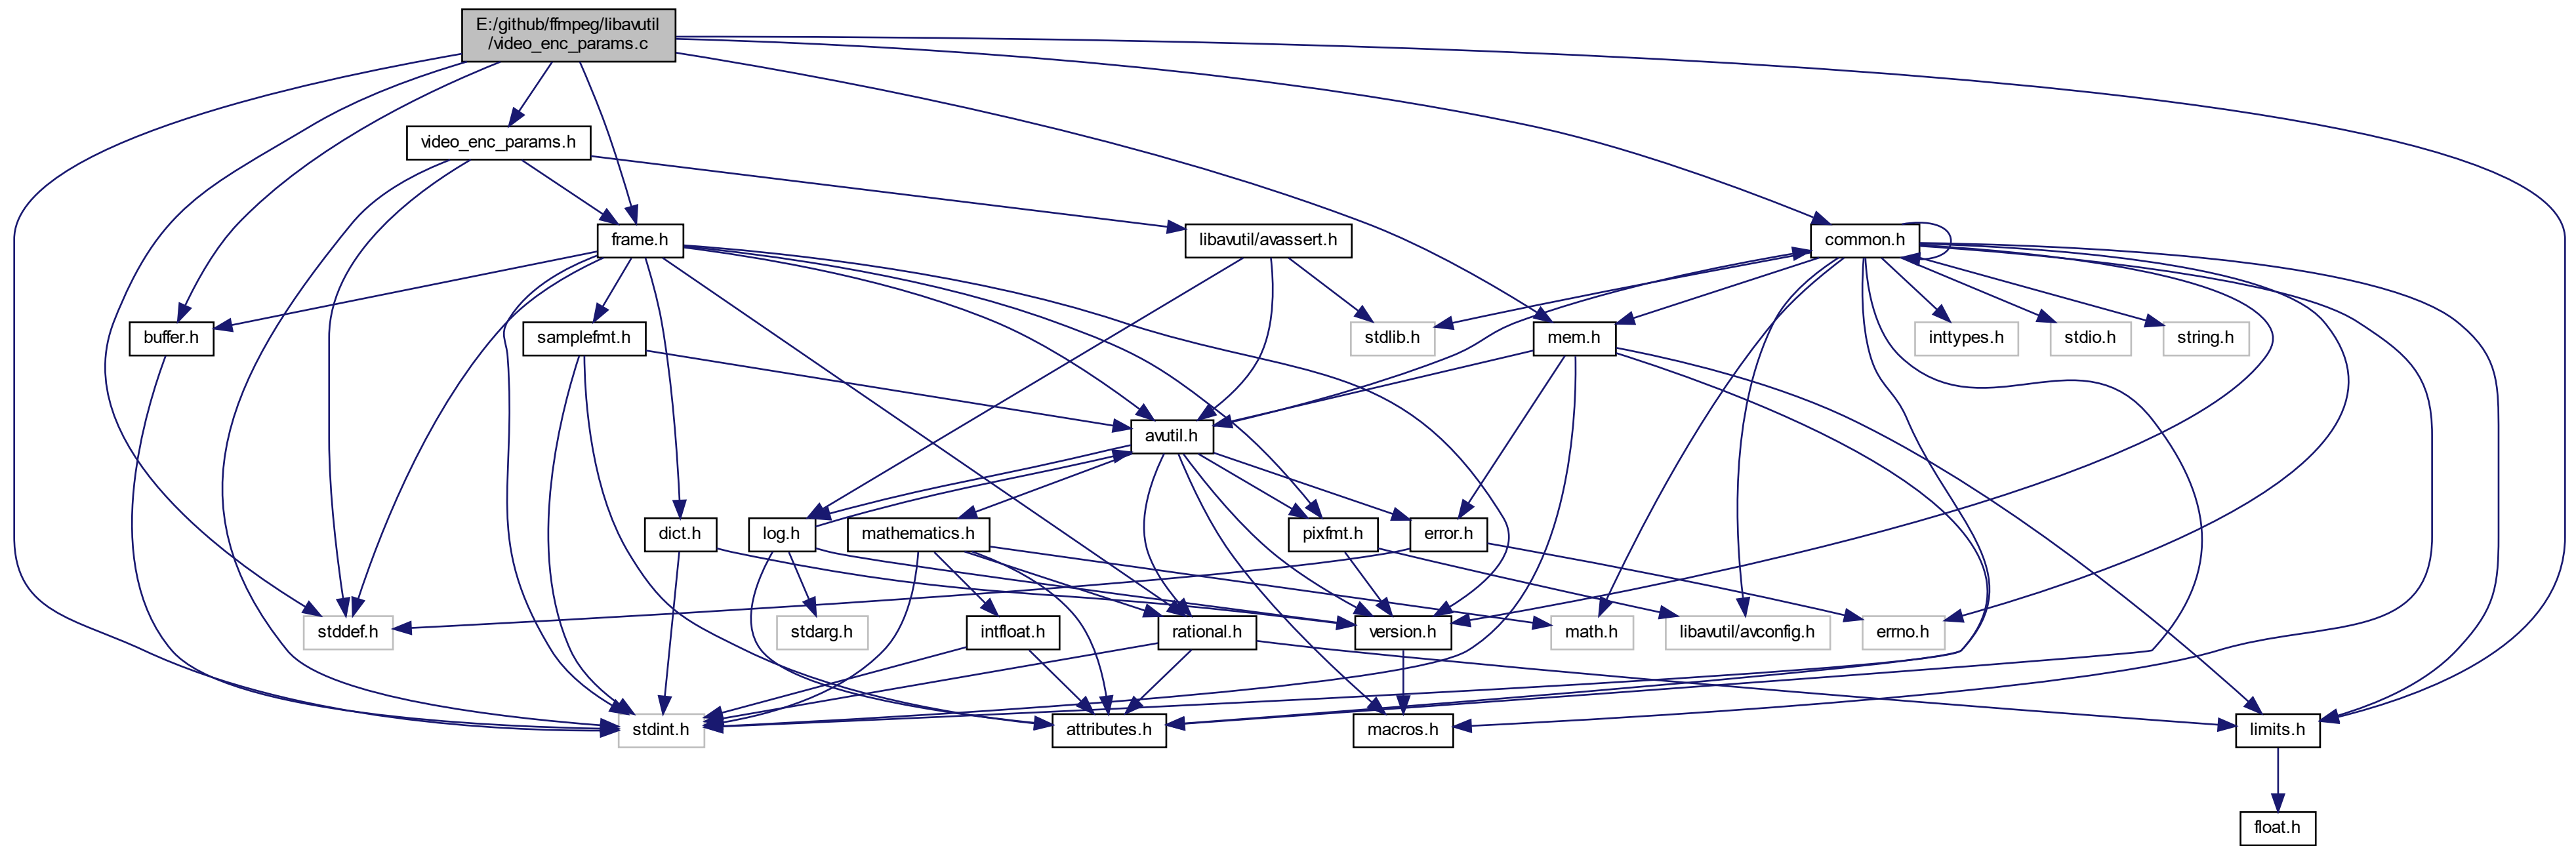 E:/github/ffmpeg/libavutil
/video_enc_params.c
video_enc_params.h
frame.h
libavutil/avassert.h
common.h
buffer.h
samplefmt.h
stdlib.h
mem.h
inttypes.h
stdio.h
string.h
avutil.h
dict.h
log.h
mathematics.h
pixfmt.h
error.h
stddef.h
stdarg.h
intfloat.h
rational.h
version.h
math.h
libavutil/avconfig.h
errno.h
stdint.h
attributes.h
macros.h
limits.h
float.h